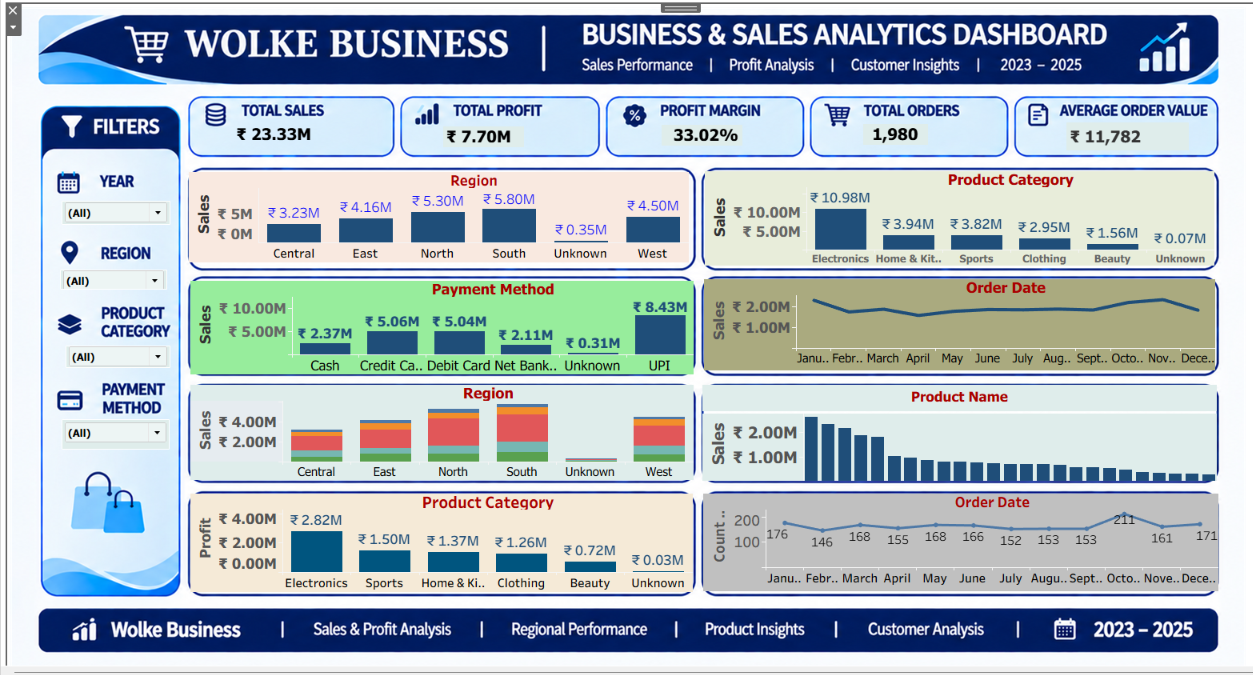 WOLKE BUSINESS | BUSINESS & SALES ANALYTICS DASHBOARD
Sales Performance | Profit Analysis | Customer Insights | 2023 – 2025
FILTERS
YEAR
(All)
REGION
(All)
PRODUCT
CATEGORY
(All)
PAYMENT
METHOD
(All)
TOTAL SALES
₹ 23.33M
TOTAL PROFIT
₹ 7.70M
PROFIT MARGIN
33.02%
TOTAL ORDERS
1,980
AVERAGE ORDER VALUE
₹ 11,782
Region
Sales
₹ 5M
₹ 0M
₹ 3.23M ₹ 4.16M ₹ 5.30M ₹ 5.80M ₹ 0.35M ₹ 4.50M
Central East North South Unknown West
Product Category
Sales
₹ 10.00M
₹ 5.00M
₹ 10.98M ₹ 3.94M ₹ 3.82M ₹ 2.95M ₹ 1.56M ₹ 0.07M
Electronics Home & Kit.. Sports Clothing Beauty Unknown
Payment Method
Sales
₹ 10.00M
₹ 5.00M
₹ 2.37M ₹ 5.06M ₹ 5.04M ₹ 2.11M ₹ 0.31M ₹ 8.43M
Cash Credit Ca.. Debit Card Net Bank.. Unknown UPI
Order Date
Sales
₹ 2.00M
₹ 1.00M
Janu.. Febr.. March April May June July Aug.. Sept.. Octo.. Nov.. Dece..
Region
Sales
₹ 4.00M
₹ 2.00M
Central East North South Unknown West
Product Name
Sales
₹ 2.00M
₹ 1.00M
Product Category
Profit
₹ 4.00M
₹ 2.00M
₹ 0.00M
₹ 2.82M ₹ 1.50M ₹ 1.37M ₹ 1.26M ₹ 0.72M ₹ 0.03M
Electronics Sports Home & Ki.. Clothing Beauty Unknown
Order Date
Count ..
200
100
176 146 168 155 168 166 152 153 153 211 161 171
Janu.. Febr.. March April May June July Augu.. Sept.. Octo.. Nove.. Dece..
Wolke Business | Sales & Profit Analysis | Regional Performance | Product Insights | Customer Analysis | 2023 – 2025